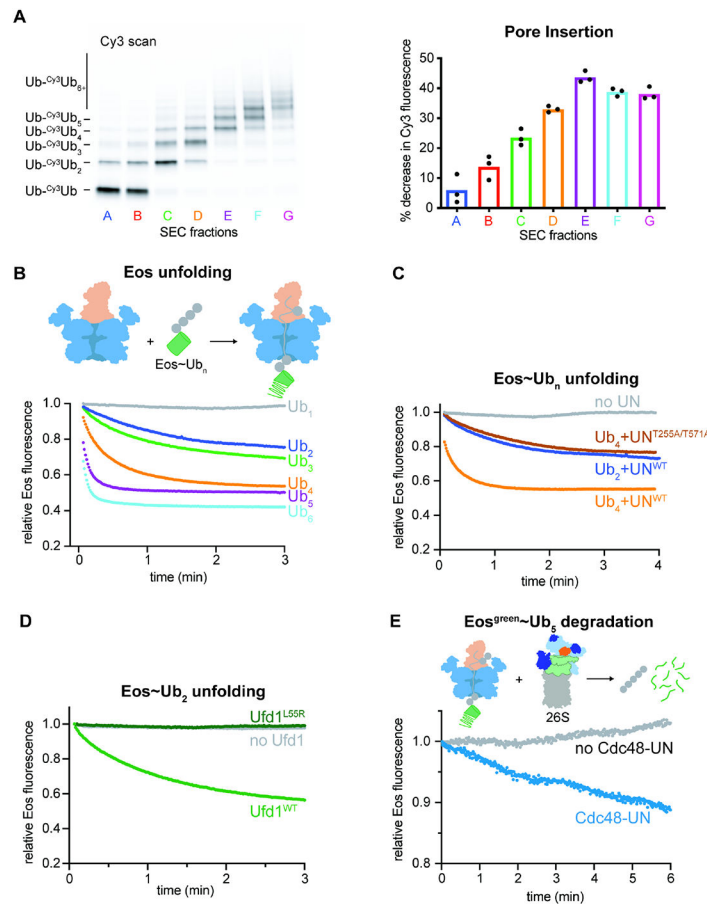 A
Cy3 scan
Ub-Cy3Ub6+
Ub-Cy3Ub5
Ub-Cy3Ub4
Ub-Cy3Ub3
Ub-Cy3Ub2
Ub-Cy3Ub
A B C D E F G
SEC fractions
Pore Insertion
% decrease in Cy3 fluorescence
50
40
30
20
10
0
A B C D E F G
SEC fractions
B
Eos unfolding
+
Eos~Ubn
relative Eos fluorescence
1.0
0.8
0.6
0.4
0.2
Ub1
Ub2
Ub3
Ub4
Ub5
Ub6
0 1 2 3
time (min)
C
Eos~Ubn unfolding
relative Eos fluorescence
1.0
0.8
0.6
0.4
0.2
no UN
Ub4+UNT255A/T571A
Ub2+UNWT
Ub4+UNWT
0 1 2 3 4
time (min)
D
Eos~Ub2 unfolding
relative Eos fluorescence
1.0
0.8
0.6
0.4
0.2
Ufd1L55R
no Ufd1
Ufd1WT
0 1 2 3
time (min)
E
Eosgreen~Ub5 degradation
+
26S
relative Eos fluorescence
1.0
0.9
0.8
no Cdc48-UN
Cdc48-UN
0 1 2 3 4 5 6
time (min)